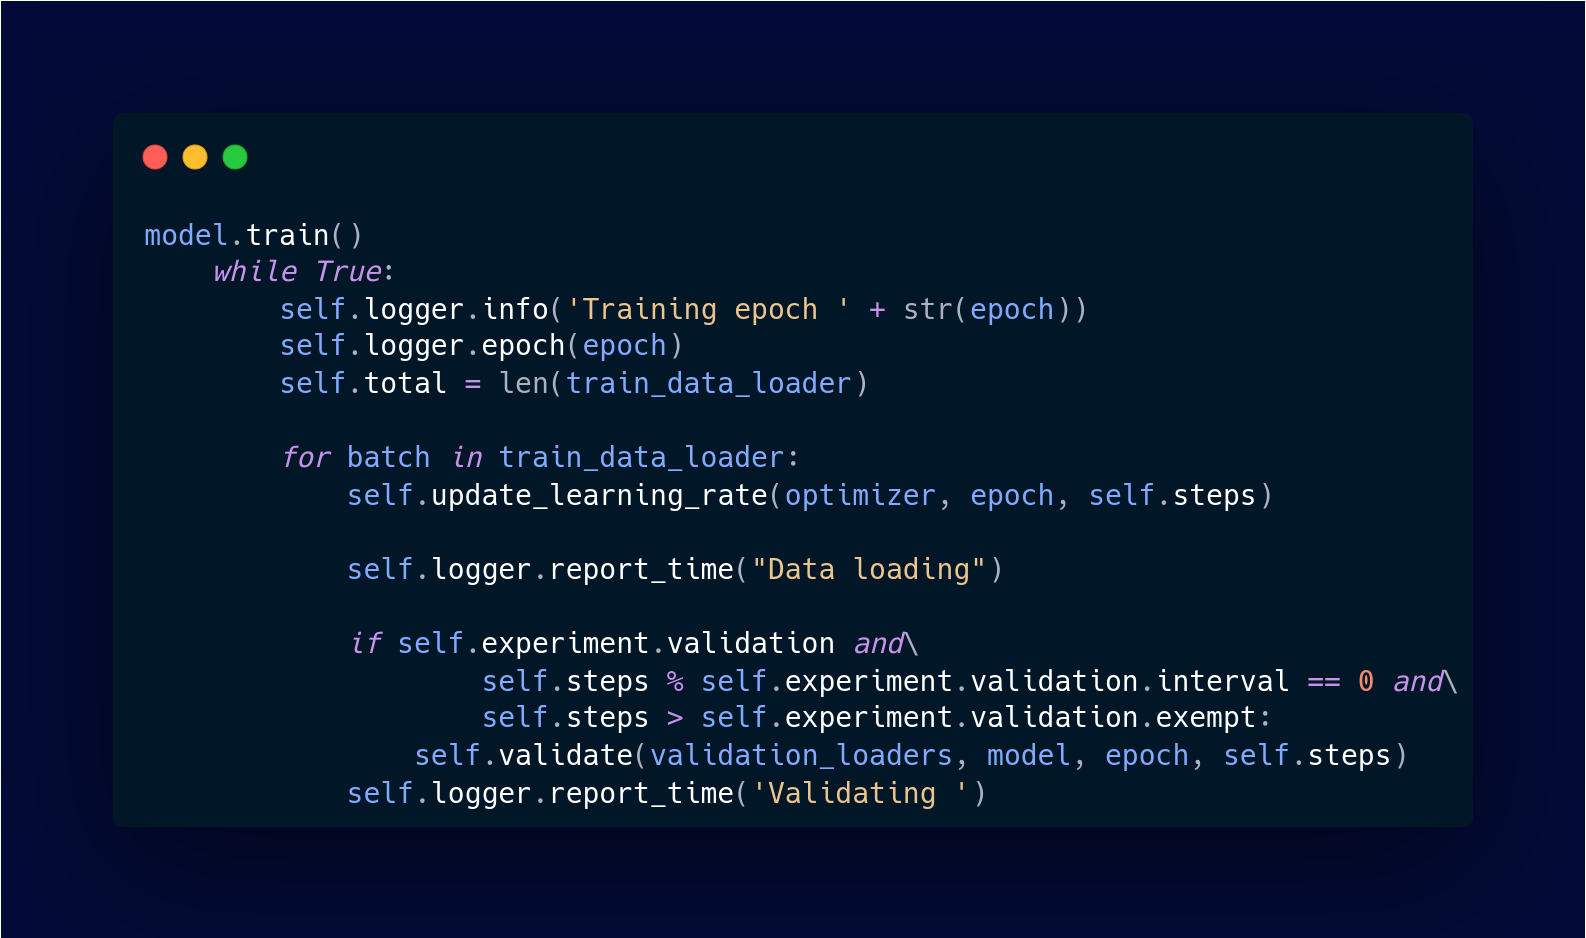 model.train()
    while True:
        self.logger.info('Training epoch ' + str(epoch))
        self.logger.epoch(epoch)
        self.total = len(train_data_loader)

        for batch in train_data_loader:
            self.update_learning_rate(optimizer, epoch, self.steps)

            self.logger.report_time("Data loading")

            if self.experiment.validation and\
                    self.steps % self.experiment.validation.interval == 0 and\
                    self.steps > self.experiment.validation.exempt:
                self.validate(validation_loaders, model, epoch, self.steps)
            self.logger.report_time('Validating ')